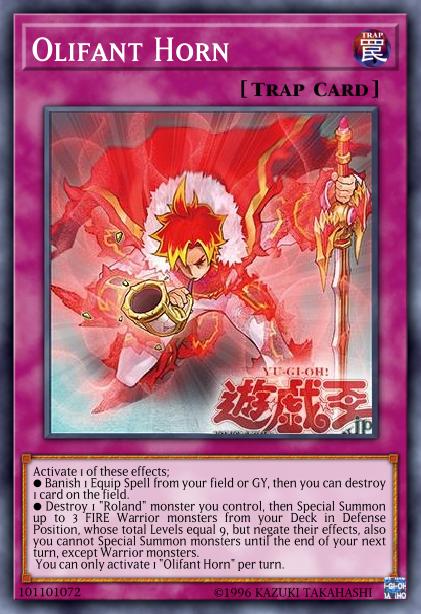 Olifant Horn
TRAP
罠
[Trap Card]
YU-GI-OH!
遊戯王
.jp
Activate 1 of these effects;
● Banish 1 Equip Spell from your field or GY, then you can destroy
1 card on the field.
● Destroy 1 "Roland" monster you control, then Special Summon
up to 3 FIRE Warrior monsters from your Deck in Defense
Position, whose total Levels equal 9, but negate their effects, also
you cannot Special Summon monsters until the end of your next
turn, except Warrior monsters.
You can only activate 1 "Olifant Horn" per turn.
101101072
©1996 KAZUKI TAKAHASHI